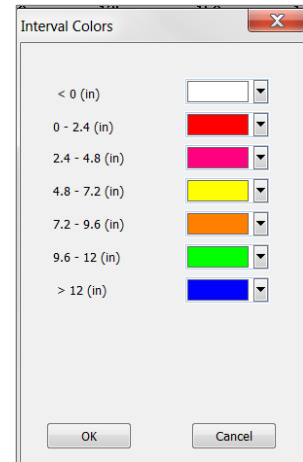 Interval Colors
< 0 (in)
0 - 2.4 (in)
2.4 - 4.8 (in)
4.8 - 7.2 (in)
7.2 - 9.6 (in)
9.6 - 12 (in)
> 12 (in)
OK Cancel